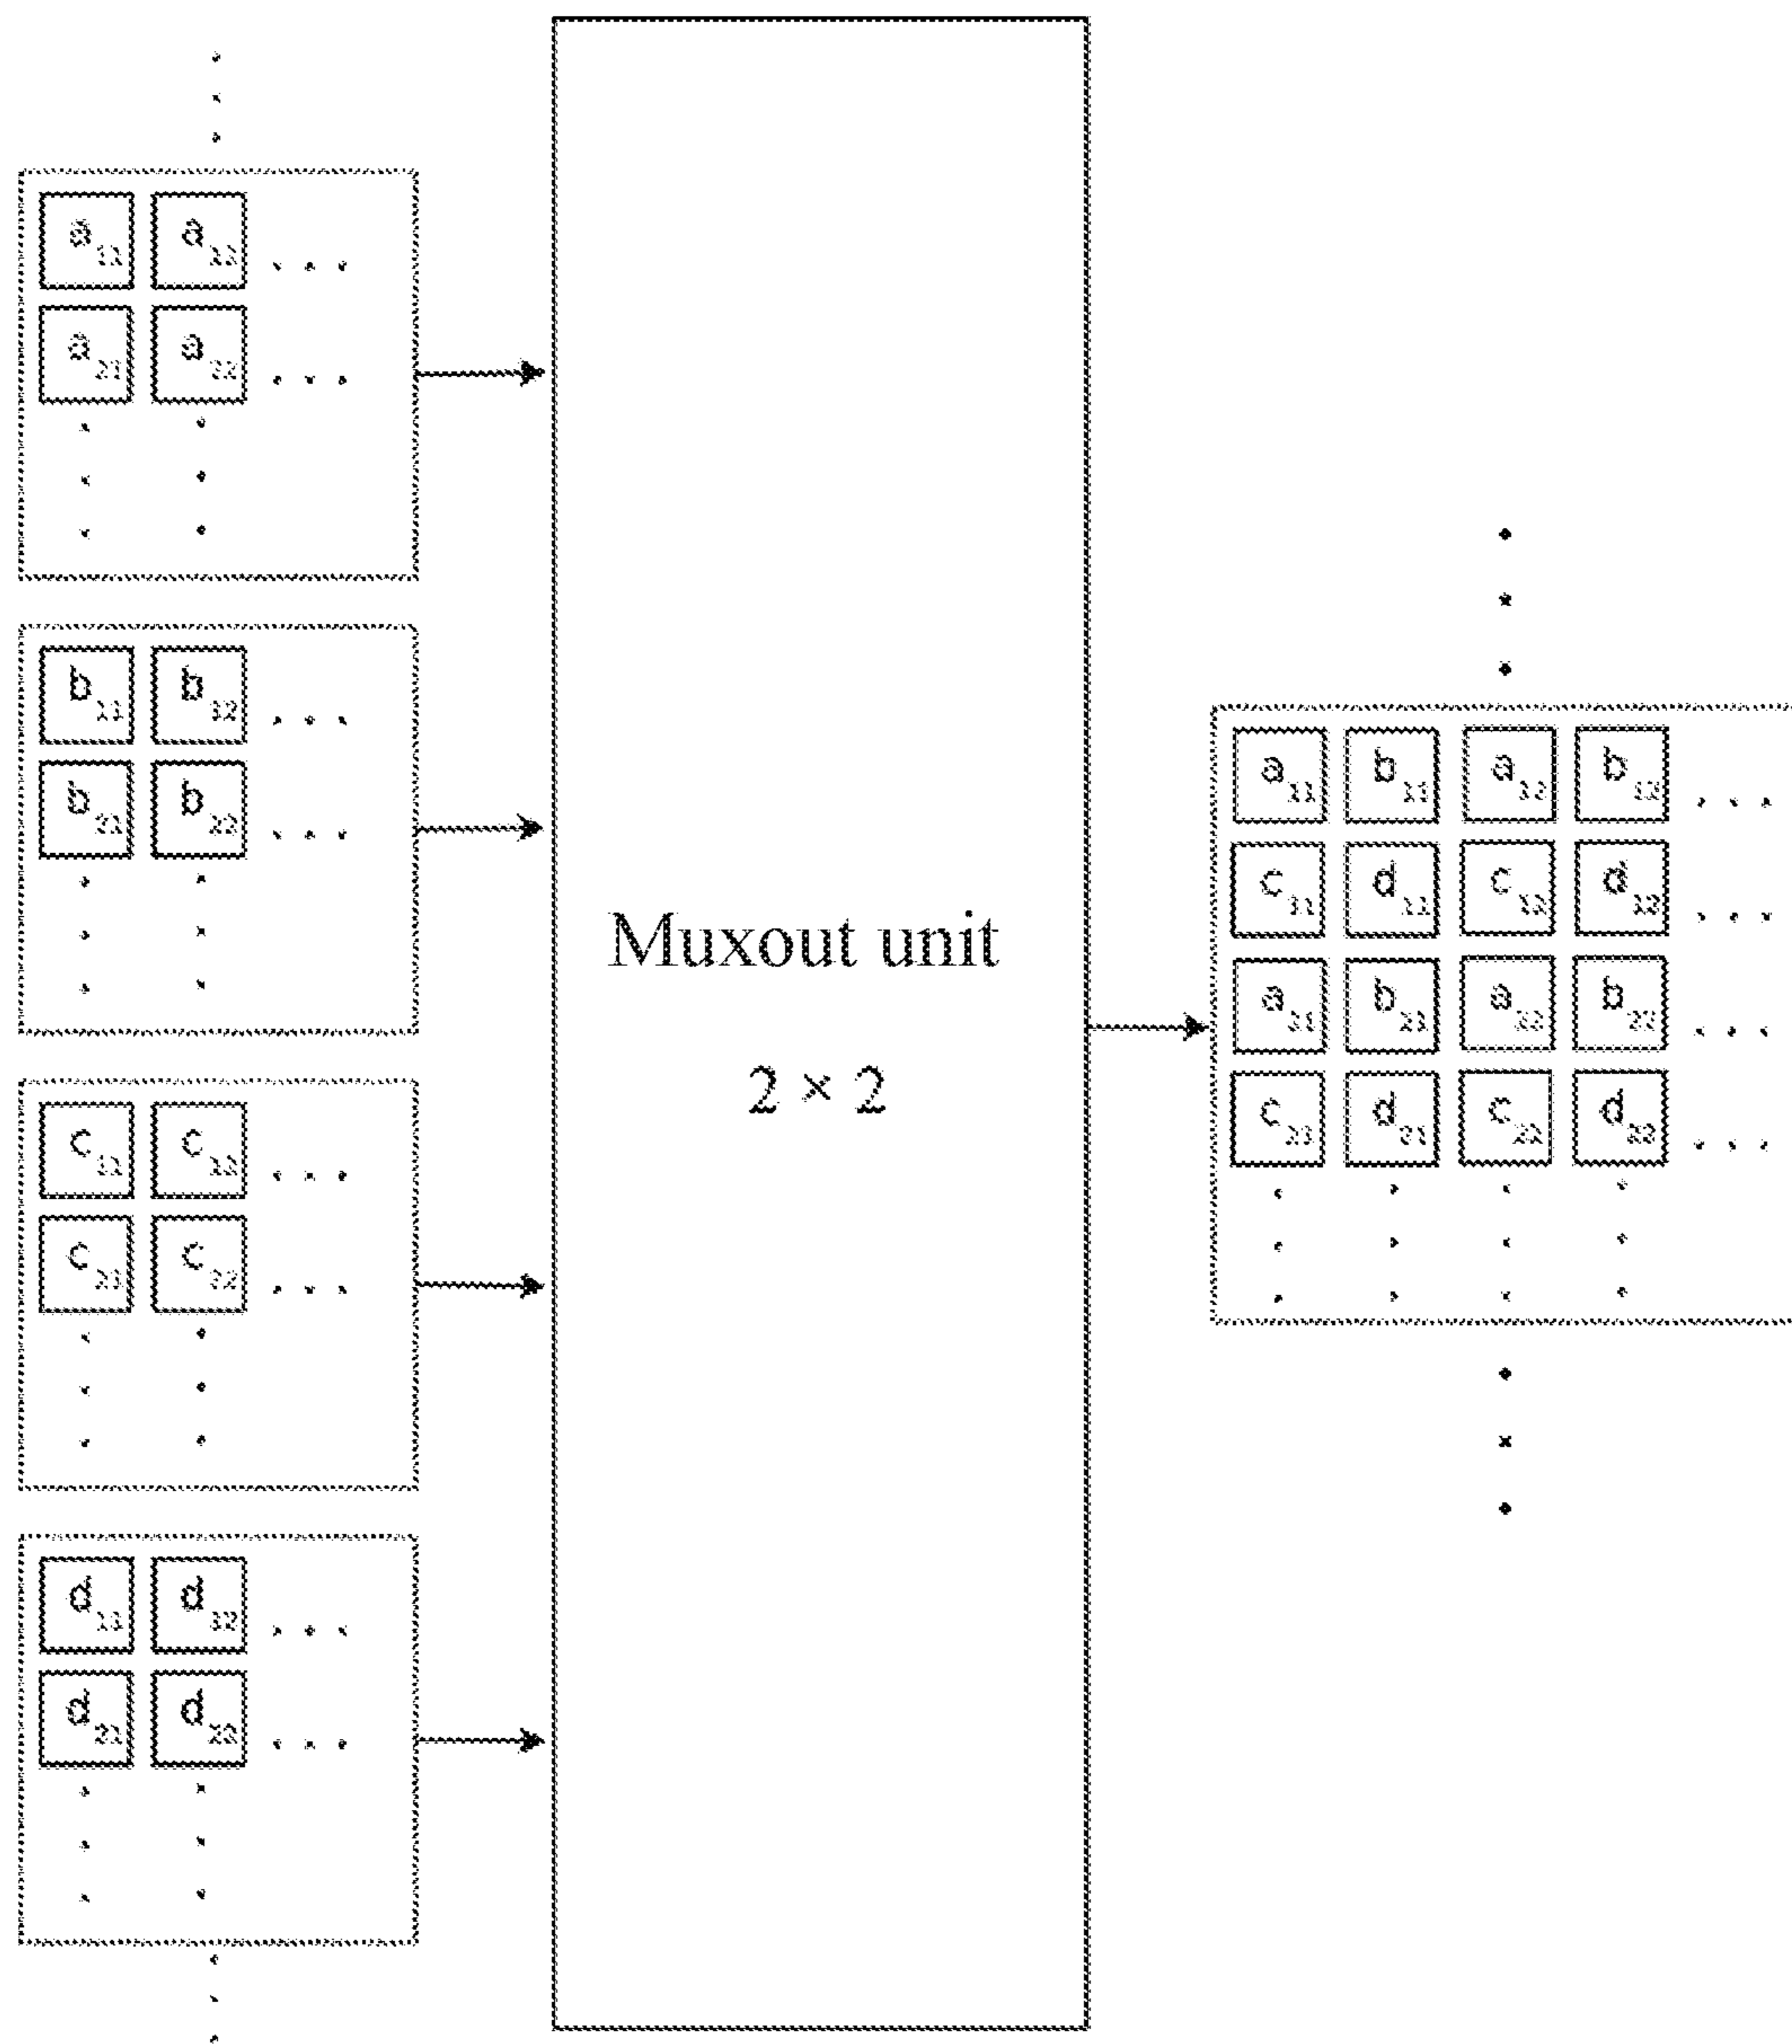 a11 a12 . . .
a21 a22 . . .
b11 b12 . . .
b21 b22 . . .
c11 c12 . . .
c21 c22 . . .
d11 d12 . . .
d21 d22 . . .
Muxout unit
2 × 2
a11 b11 a12 b12 . . .
c11 d11 c12 d12 . . .
a21 b21 a22 b22 . . .
c21 d21 c22 d22 . . .